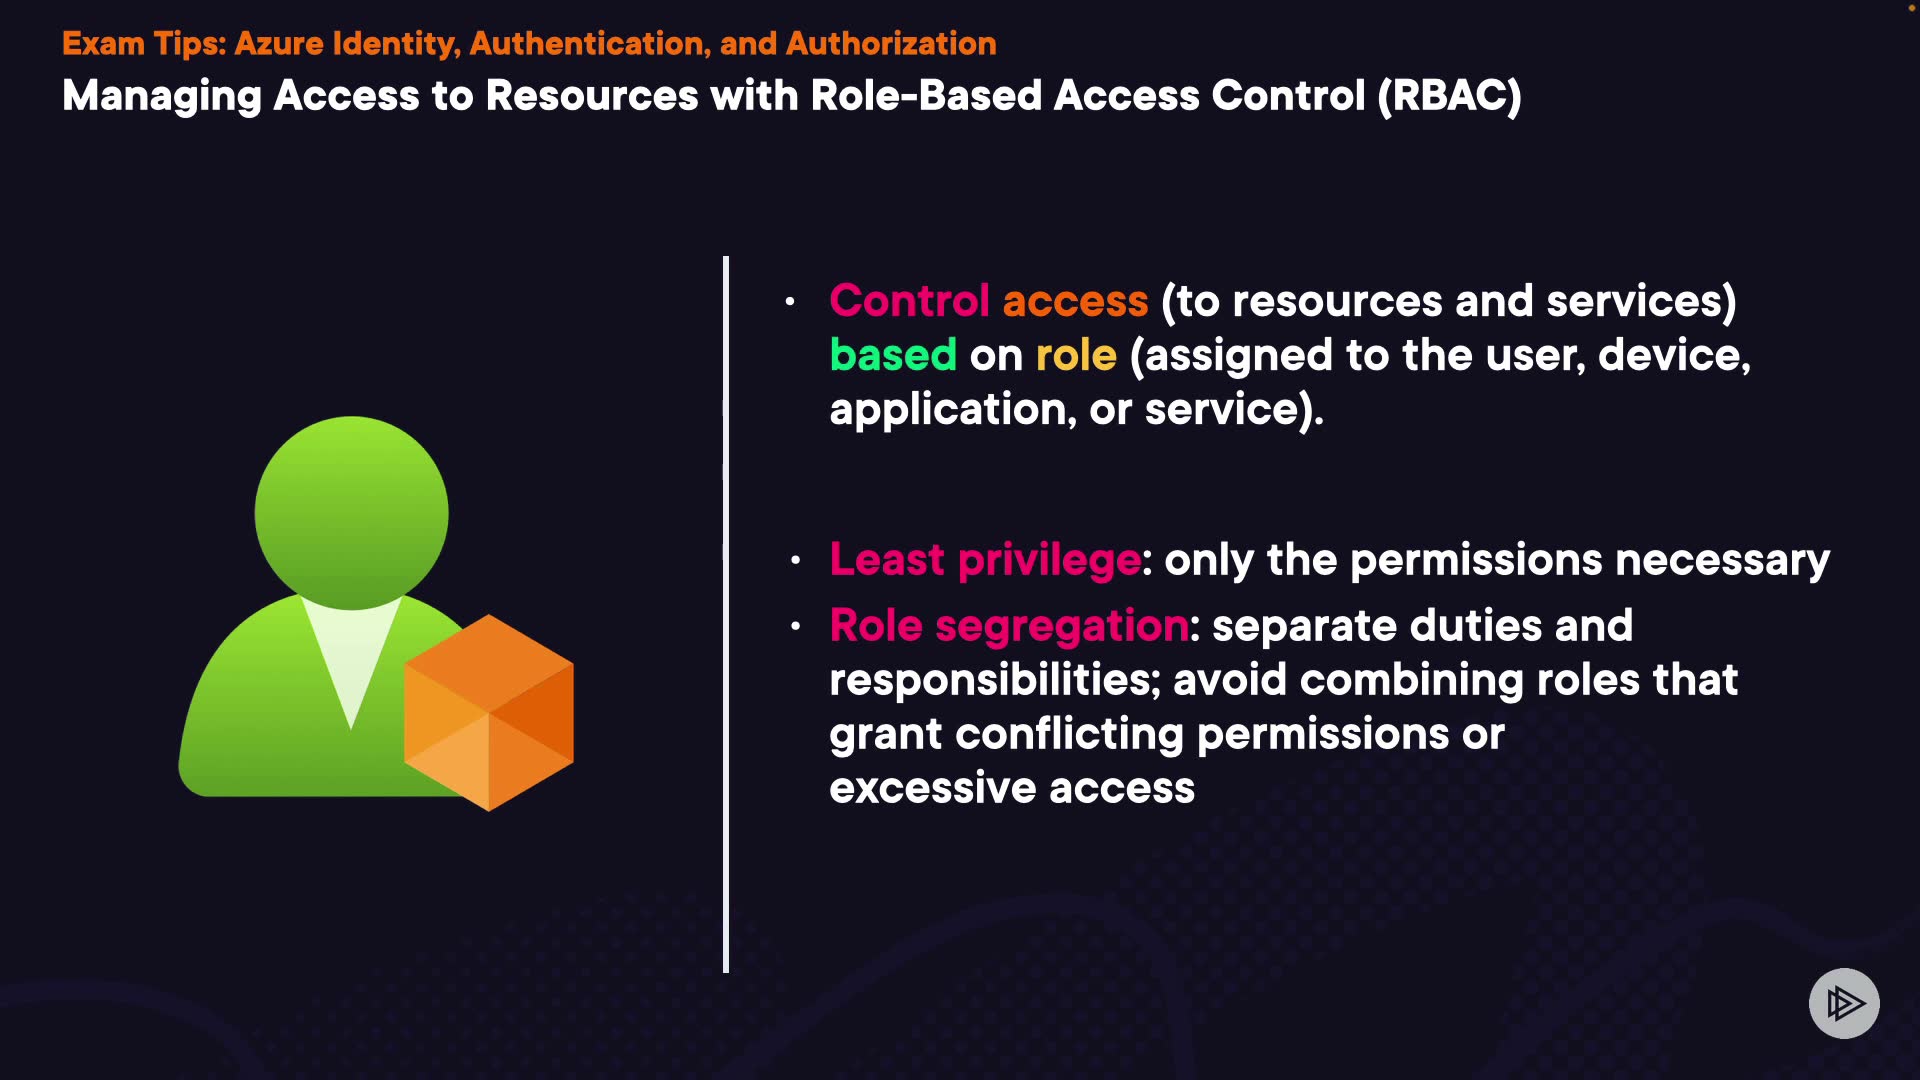 Exam Tips: Azure Identity, Authentication, and Authorization
Managing Access to Resources with Role-Based Access Control (RBAC)
• Control access (to resources and services)
based on role (assigned to the user, device,
application, or service).
• Least privilege: only the permissions necessary
• Role segregation: separate duties and
responsibilities; avoid combining roles that
grant conflicting permissions or
excessive access